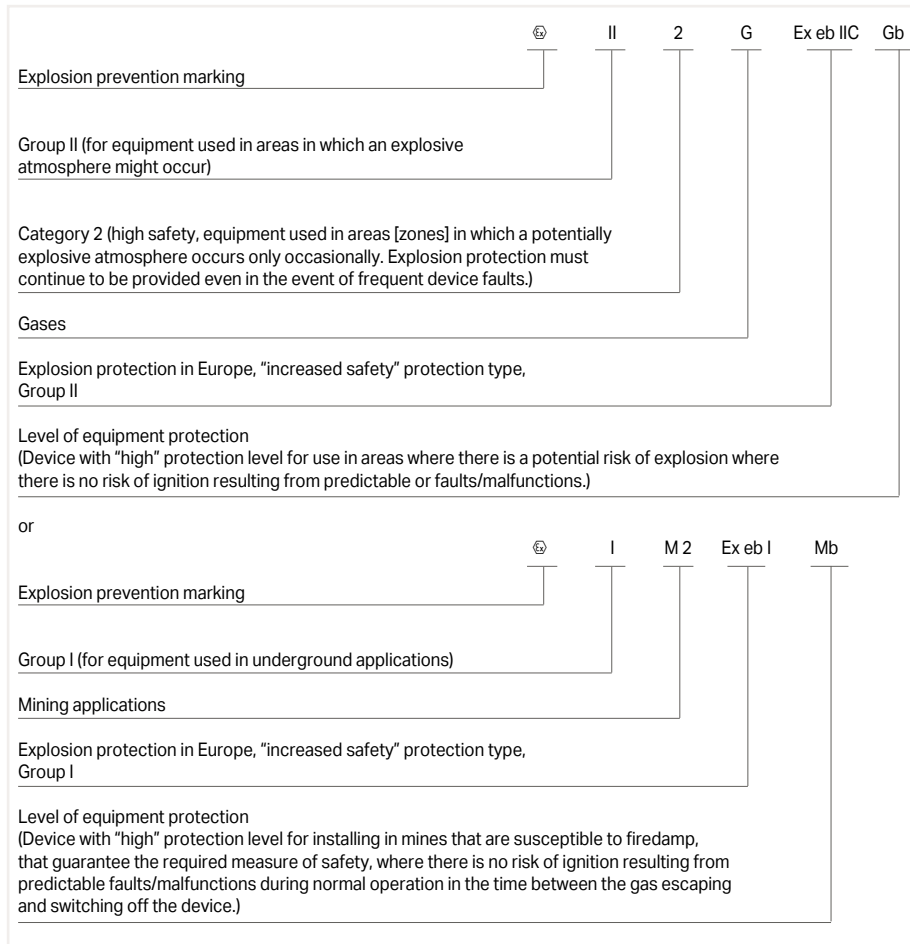 Ex II 2 G Ex eb IIC Gb
Explosion prevention marking
Group II (for equipment used in areas in which an explosive
atmosphere might occur)
Category 2 (high safety, equipment used in areas [zones] in which a potentially
explosive atmosphere occurs only occasionally. Explosion protection must
continue to be provided even in the event of frequent device faults.)
Gases
Explosion protection in Europe, “increased safety” protection type,
Group II
Level of equipment protection
(Device with “high” protection level for use in areas where there is a potential risk of explosion where
there is no risk of ignition resulting from predictable or faults/malfunctions.)
or
Ex I M 2 Ex eb I Mb
Explosion prevention marking
Group I (for equipment used in underground applications)
Mining applications
Explosion protection in Europe, “increased safety” protection type,
Group I
Level of equipment protection
(Device with “high” protection level for installing in mines that are susceptible to firedamp,
that guarantee the required measure of safety, where there is no risk of ignition resulting from
predictable faults/malfunctions during normal operation in the time between the gas escaping
and switching off the device.)